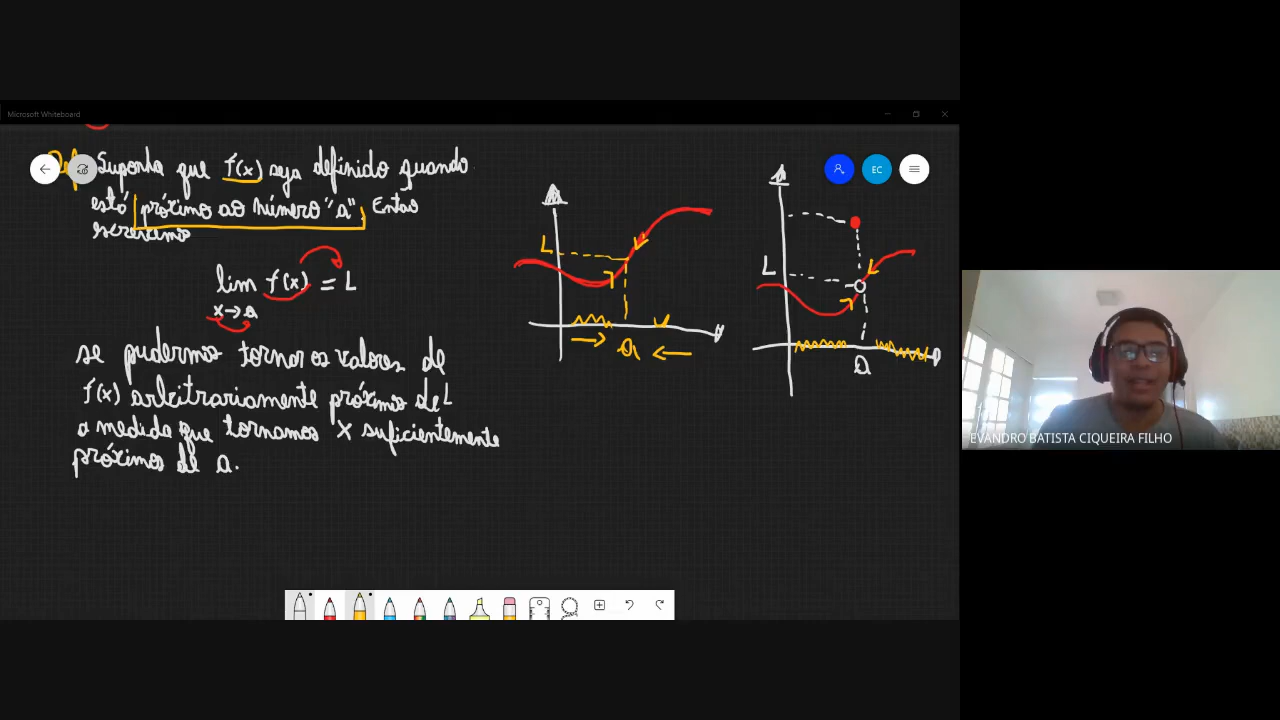 Microsoft Whiteboard
Def Suponha que f(x) seja definido quando
está próximo ao número "a". Então
escrevemos
lim f(x) = L
x→a
se pudermos tornar os valores de
f(x) arbitrariamente próximos de L
a medida que tornamos x suficientemente
próximos de a.
L
a
L
a
EC
EVANDRO BATISTA CIQUEIRA FILHO